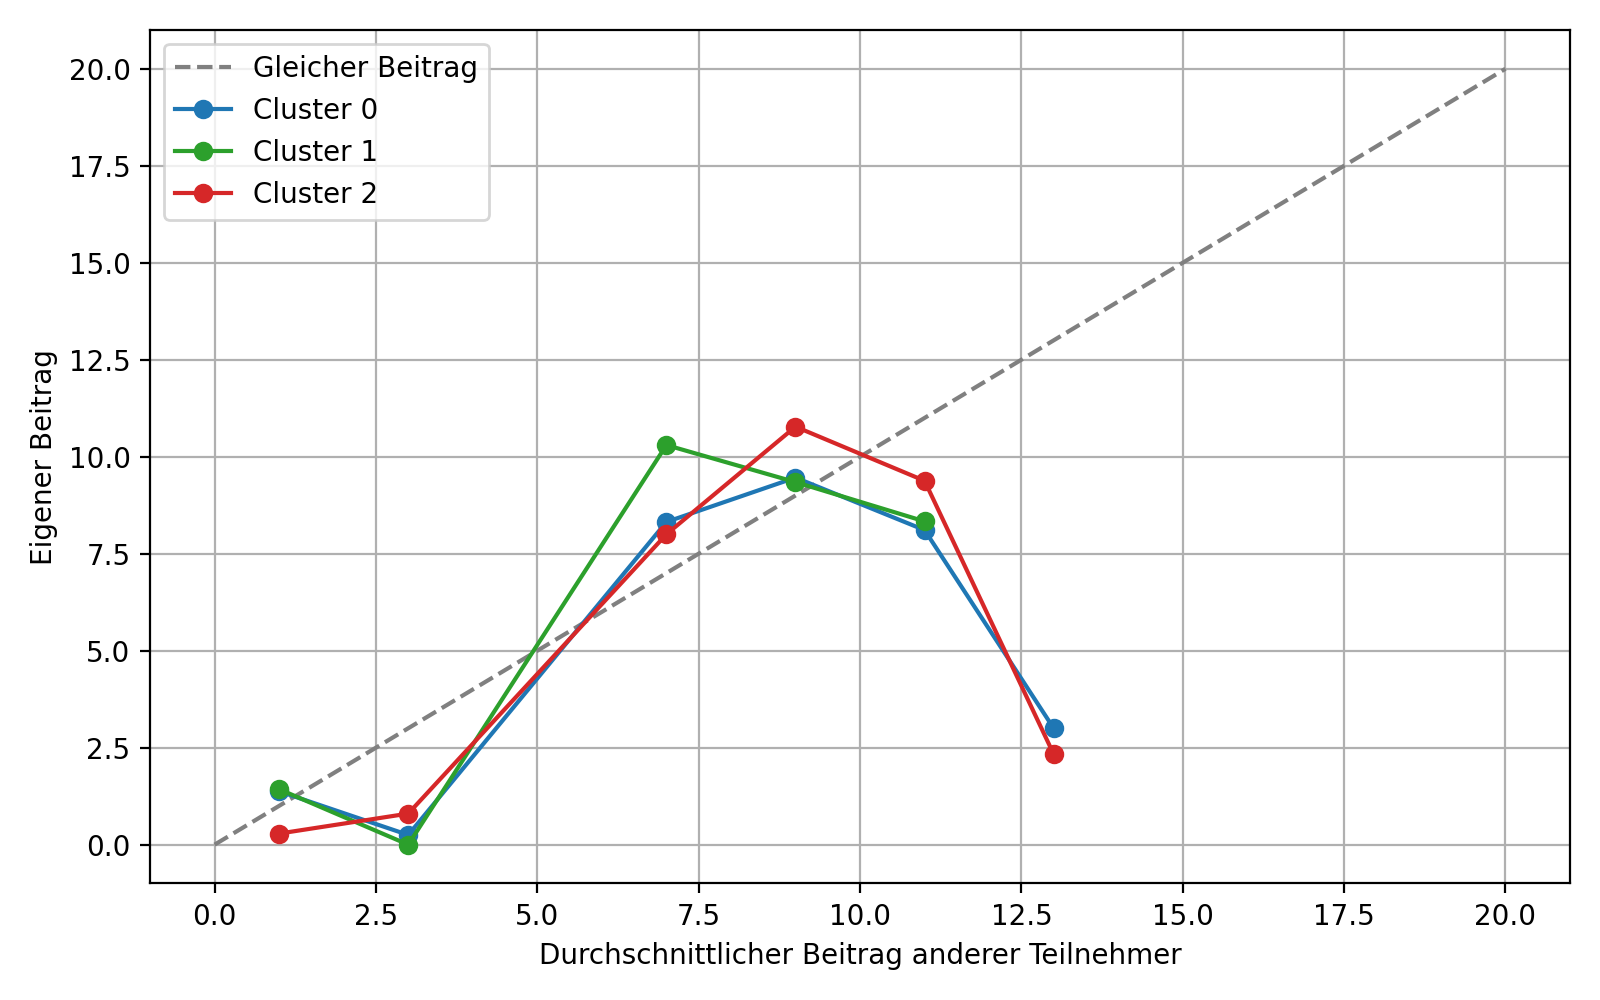 Gleicher Beitrag
Cluster 0
Cluster 1
Cluster 2
20.0
17.5
15.0
12.5
10.0
7.5
5.0
2.5
0.0
Eigener Beitrag
0.0 2.5 5.0 7.5 10.0 12.5 15.0 17.5 20.0
Durchschnittlicher Beitrag anderer Teilnehmer